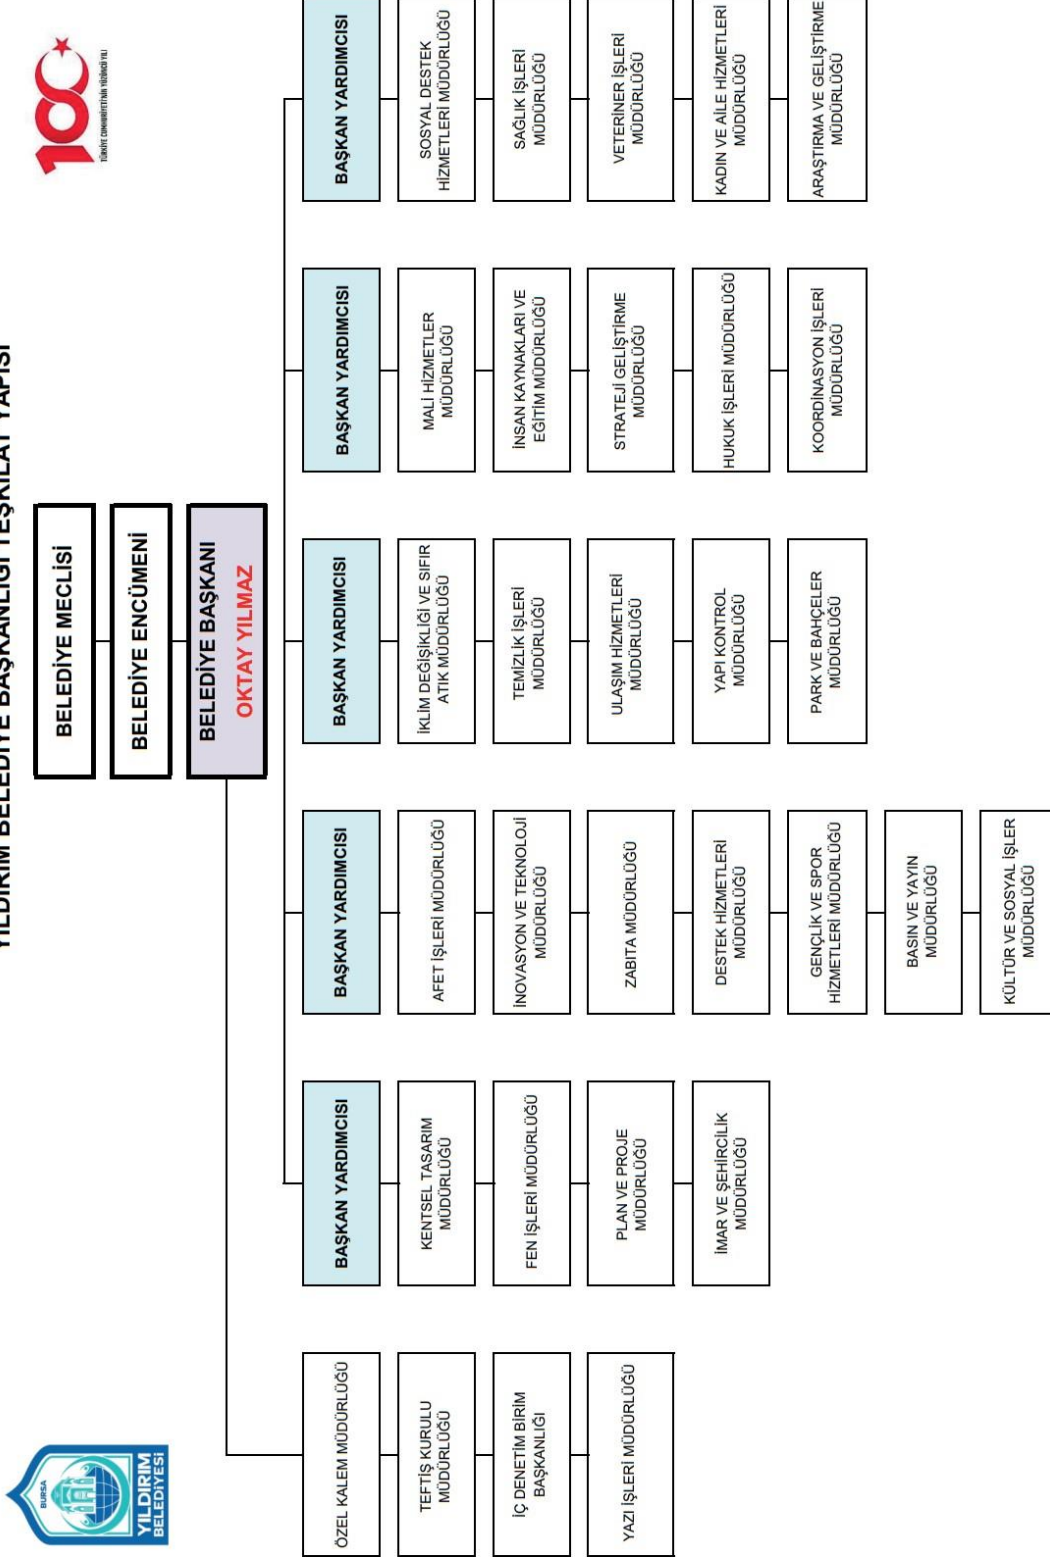 YILDIRIM BELEDİYE BAŞKANLIĞI TEŞKİLAT YAPISI
BURSA
YILDIRIM
BELEDİYESİ
100
TÜRKİYE CUMHURİYETİ'NİN YÜZÜNCÜ YILI
BELEDİYE MECLİSİ
BELEDİYE ENCÜMENİ
BELEDİYE BAŞKANI
OKTAY YILMAZ
ÖZEL KALEM MÜDÜRLÜĞÜ
TEFTİŞ KURULU
MÜDÜRLÜĞÜ
İÇ DENETİM BİRİM
BAŞKANLIĞI
YAZI İŞLERİ MÜDÜRLÜĞÜ
BAŞKAN YARDIMCISI
KENTSEL TASARIM
MÜDÜRLÜĞÜ
FEN İŞLERİ MÜDÜRLÜĞÜ
PLAN VE PROJE
MÜDÜRLÜĞÜ
İMAR VE ŞEHİRCİLİK
MÜDÜRLÜĞÜ
BAŞKAN YARDIMCISI
AFET İŞLERİ MÜDÜRLÜĞÜ
İNOVASYON VE TEKNOLOJİ
MÜDÜRLÜĞÜ
ZABITA MÜDÜRLÜĞÜ
DESTEK HİZMETLERİ
MÜDÜRLÜĞÜ
GENÇLİK VE SPOR
HİZMETLERİ MÜDÜRLÜĞÜ
BASIN VE YAYIN
MÜDÜRLÜĞÜ
KÜLTÜR VE SOSYAL İŞLER
MÜDÜRLÜĞÜ
BAŞKAN YARDIMCISI
İKLİM DEĞİŞİKLİĞİ VE SIFIR
ATIK MÜDÜRLÜĞÜ
TEMİZLİK İŞLERİ
MÜDÜRLÜĞÜ
ULAŞIM HİZMETLERİ
MÜDÜRLÜĞÜ
YAPI KONTROL
MÜDÜRLÜĞÜ
PARK VE BAHÇELER
MÜDÜRLÜĞÜ
BAŞKAN YARDIMCISI
MALİ HİZMETLER
MÜDÜRLÜĞÜ
İNSAN KAYNAKLARI VE
EĞİTİM MÜDÜRLÜĞÜ
STRATEJİ GELİŞTİRME
MÜDÜRLÜĞÜ
HUKUK İŞLERİ MÜDÜRLÜĞÜ
KOORDİNASYON İŞLERİ
MÜDÜRLÜĞÜ
BAŞKAN YARDIMCISI
SOSYAL DESTEK
HİZMETLERİ MÜDÜRLÜĞÜ
SAĞLIK İŞLERİ
MÜDÜRLÜĞÜ
VETERİNER İŞLERİ
MÜDÜRLÜĞÜ
KADIN VE AİLE HİZMETLERİ
MÜDÜRLÜĞÜ
ARAŞTIRMA VE GELİŞTİRME
MÜDÜRLÜĞÜ